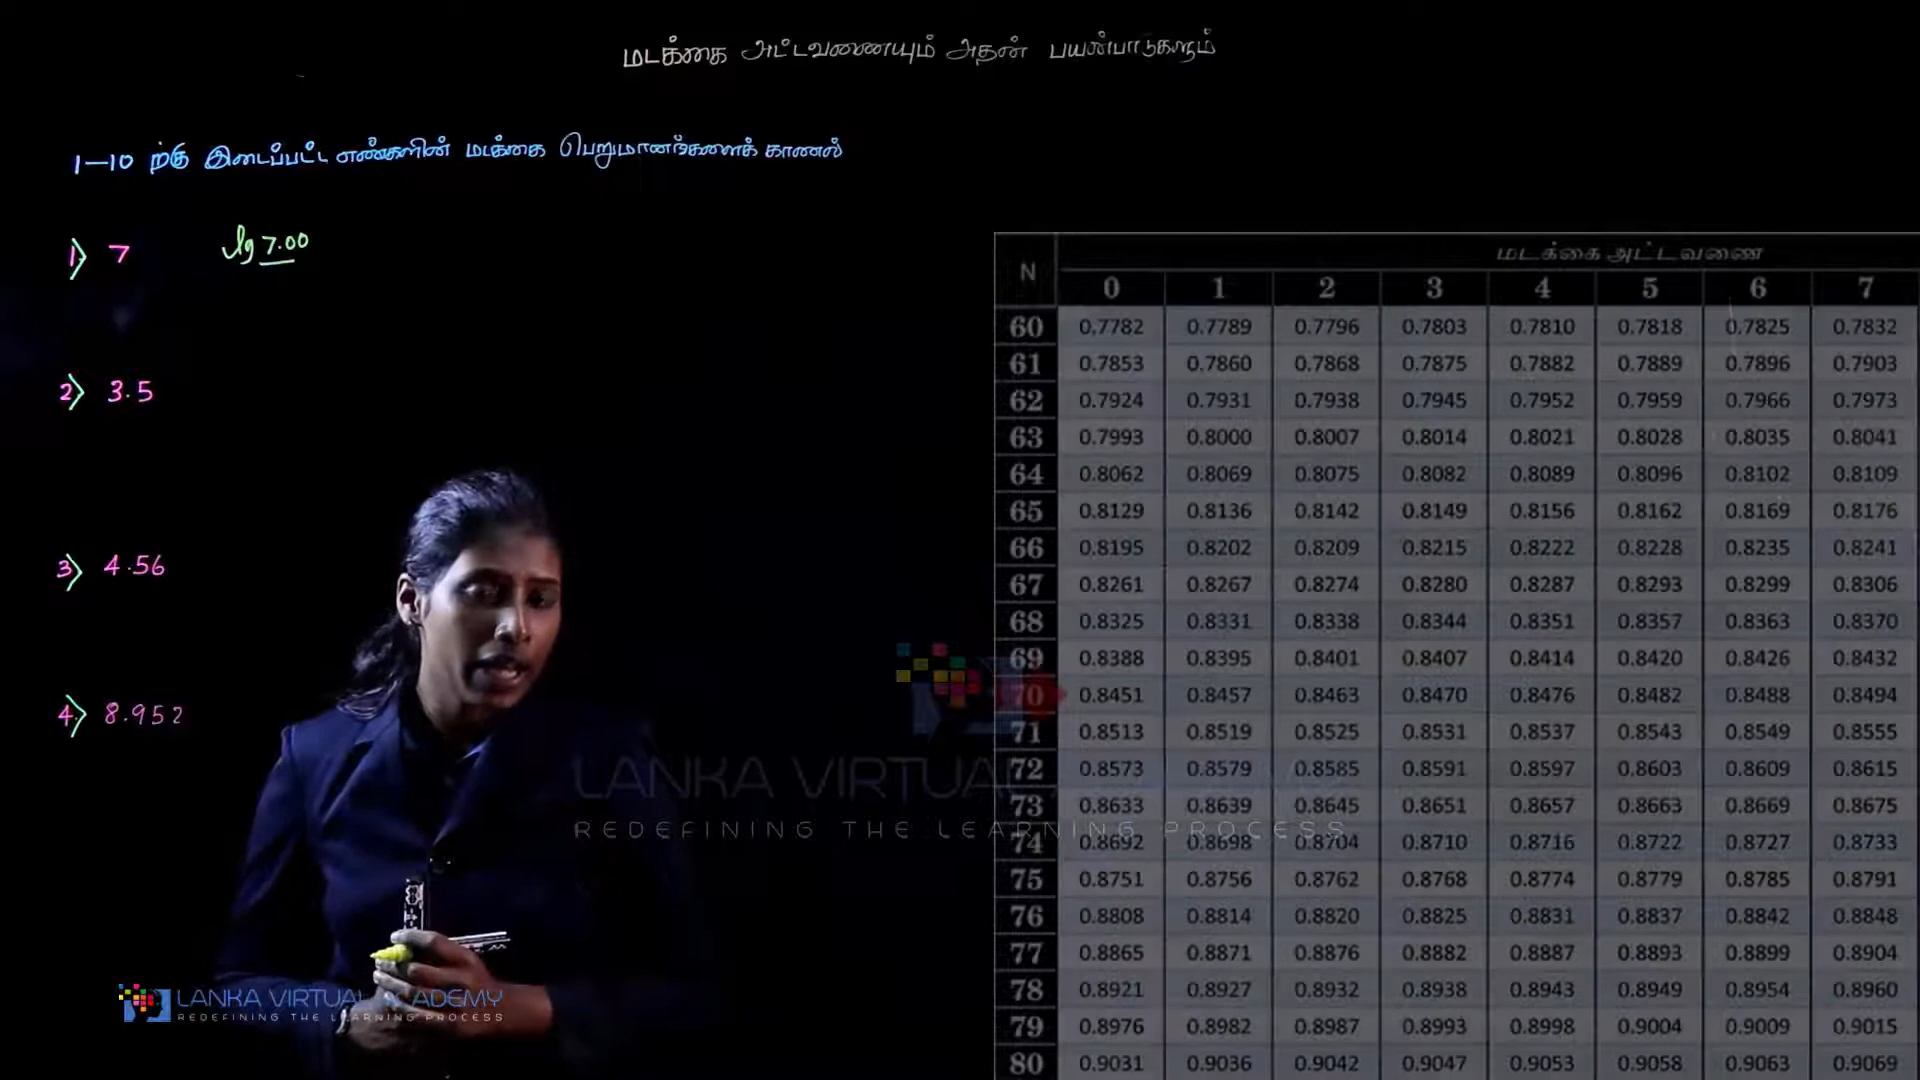 மடக்கை அட்டவணையும் அதன் பயன்பாடுகளும்
1-10 ற்கு இடைப்பட்ட எண்களின் மடக்கை பெறுமானங்களைக் காணல்
1) 7 lg 7.00
2) 3.5
3) 4.56
4) 8.952
மடக்கை அட்டவணை
N 0 1 2 3 4 5 6 7
60 0.7782 0.7789 0.7796 0.7803 0.7810 0.7818 0.7825 0.7832
61 0.7853 0.7860 0.7868 0.7875 0.7882 0.7889 0.7896 0.7903
62 0.7924 0.7931 0.7938 0.7945 0.7952 0.7959 0.7966 0.7973
63 0.7993 0.8000 0.8007 0.8014 0.8021 0.8028 0.8035 0.8041
64 0.8062 0.8069 0.8075 0.8082 0.8089 0.8096 0.8102 0.8109
65 0.8129 0.8136 0.8142 0.8149 0.8156 0.8162 0.8169 0.8176
66 0.8195 0.8202 0.8209 0.8215 0.8222 0.8228 0.8235 0.8241
67 0.8261 0.8267 0.8274 0.8280 0.8287 0.8293 0.8299 0.8306
68 0.8325 0.8331 0.8338 0.8344 0.8351 0.8357 0.8363 0.8370
69 0.8388 0.8395 0.8401 0.8407 0.8414 0.8420 0.8426 0.8432
70 0.8451 0.8457 0.8463 0.8470 0.8476 0.8482 0.8488 0.8494
71 0.8513 0.8519 0.8525 0.8531 0.8537 0.8543 0.8549 0.8555
72 0.8573 0.8579 0.8585 0.8591 0.8597 0.8603 0.8609 0.8615
73 0.8633 0.8639 0.8645 0.8651 0.8657 0.8663 0.8669 0.8675
74 0.8692 0.8698 0.8704 0.8710 0.8716 0.8722 0.8727 0.8733
75 0.8751 0.8756 0.8762 0.8768 0.8774 0.8779 0.8785 0.8791
76 0.8808 0.8814 0.8820 0.8825 0.8831 0.8837 0.8842 0.8848
77 0.8865 0.8871 0.8876 0.8882 0.8887 0.8893 0.8899 0.8904
78 0.8921 0.8927 0.8932 0.8938 0.8943 0.8949 0.8954 0.8960
79 0.8976 0.8982 0.8987 0.8993 0.8998 0.9004 0.9009 0.9015
80 0.9031 0.9036 0.9042 0.9047 0.9053 0.9058 0.9063 0.9069
LANKA VIRTUAL
REDEFINING THE LEARNING PROCESS
LANKA VIRTUAL ACADEMY
REDEFINING THE LEARNING PROCESS